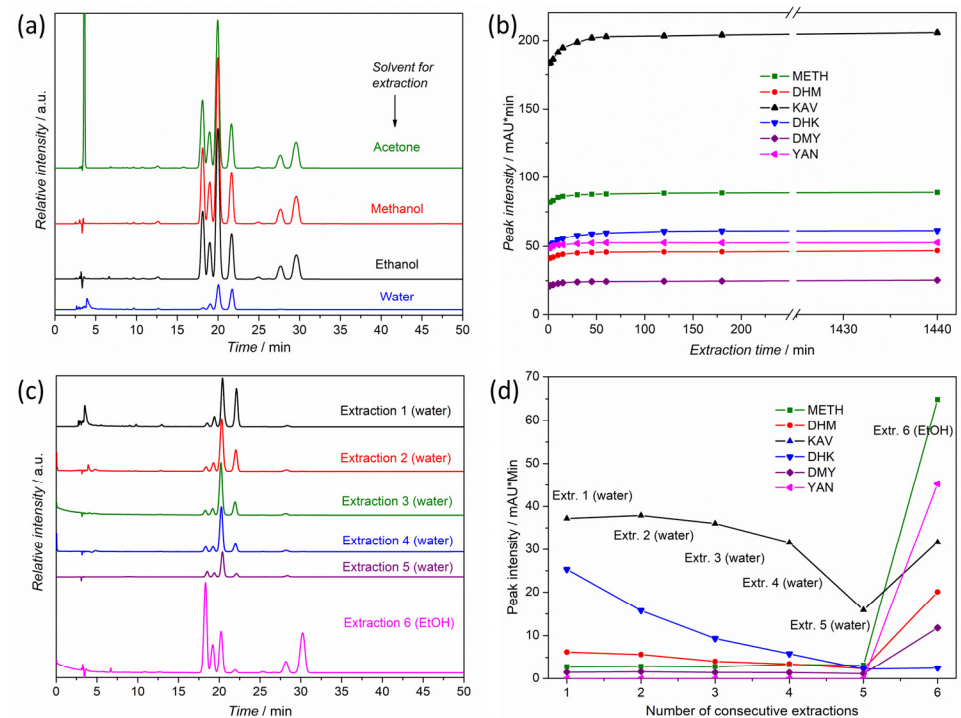 (a)
Solvent for
extraction
Acetone
Methanol
Ethanol
Water
Relative intensity / a.u.
0 5 10 15 20 25 30 35 40 45 50
Time / min
(b)
200
150
100
50
0
Peak intensity / mAU*min
METH
DHM
KAV
DHK
DMY
YAN
0 50 100 150 200 1430 1440
Extraction time / min
(c)
Extraction 1 (water)
Extraction 2 (water)
Extraction 3 (water)
Extraction 4 (water)
Extraction 5 (water)
Extraction 6 (EtOH)
Relative intensity / a.u.
0 5 10 15 20 25 30 35 40 45 50
Time / min
(d)
70
65
60
50
40
30
20
10
0
Peak intensity / mAU*Min
METH
DHM
KAV
DHK
DMY
YAN
Extr. 6 (EtOH)
Extr. 1 (water)
Extr. 2 (water)
Extr. 3 (water)
Extr. 4 (water)
Extr. 5 (water)
1 2 3 4 5 6
Number of consecutive extractions